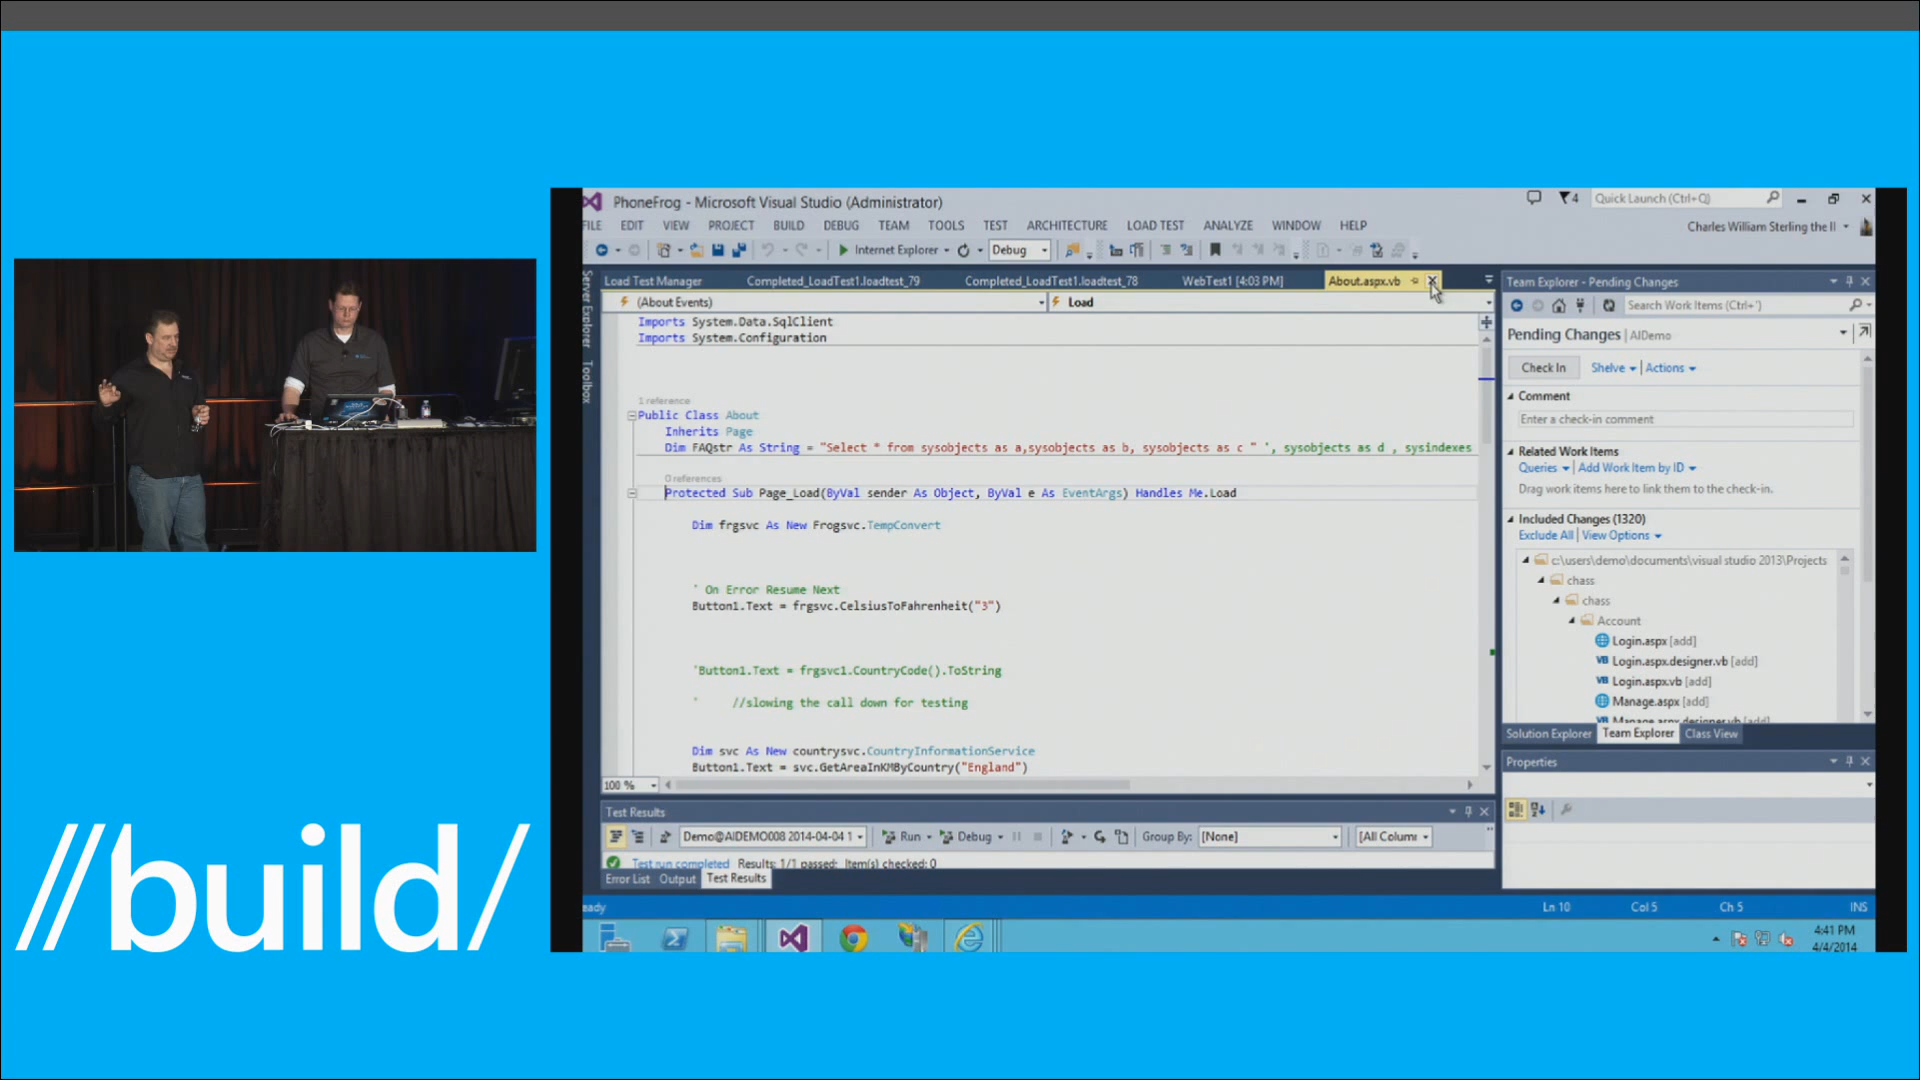 PhoneFrog - Microsoft Visual Studio (Administrator)
4
Quick Launch (Ctrl+Q)
FILE EDIT VIEW PROJECT BUILD DEBUG TEAM TOOLS TEST ARCHITECTURE LOAD TEST ANALYZE WINDOW HELP
Charles William Sterling the II
Internet Explorer
Debug
Server Explorer
Toolbox
Load Test Manager
Completed_LoadTest1.loadtest_79
Completed_LoadTest1.loadtest_78
WebTest1 [4:03 PM]
About.aspx.vb
(About Events)
Load
Imports System.Data.SqlClient
Imports System.Configuration
1 reference
Public Class About
Inherits Page
Dim FAQstr As String = "Select * from sysobjects as a,sysobjects as b, sysobjects as c " ', sysobjects as d , sysindexes
0 references
Protected Sub Page_Load(ByVal sender As Object, ByVal e As EventArgs) Handles Me.Load
Dim frgsvc As New Frogsvc.TempConvert
' On Error Resume Next
Button1.Text = frgsvc.CelsiusToFahrenheit("3")
'Button1.Text = frgsvc1.CountryCode().ToString
' //slowing the call down for testing
Dim svc As New countrysvc.CountryInformationService
Button1.Text = svc.GetAreaInKMByCountry("England")
100 %
Test Results
Demo@AIDEMO008 2014-04-04 1
Run
Debug
Group By: [None]
[All Colum
Test run completed Results: 1/1 passed; Item(s) checked: 0
Error List Output Test Results
Team Explorer - Pending Changes
Search Work Items (Ctrl+')
Pending Changes | AIDemo
Check In
Shelve
Actions
Comment
Enter a check-in comment
Related Work Items
Queries | Add Work Item by ID
Drag work items here to link them to the check-in.
Included Changes (1320)
Exclude All | View Options
c:\users\demo\documents\visual studio 2013\Projects
chass
chass
Account
Login.aspx [add]
Login.aspx.designer.vb [add]
Login.aspx.vb [add]
Manage.aspx [add]
Manage.aspx.designer.vb [add]
Solution Explorer Team Explorer Class View
Properties
eady
Ln 10
Col 5
Ch 5
INS
4:41 PM
4/4/2014
//build/